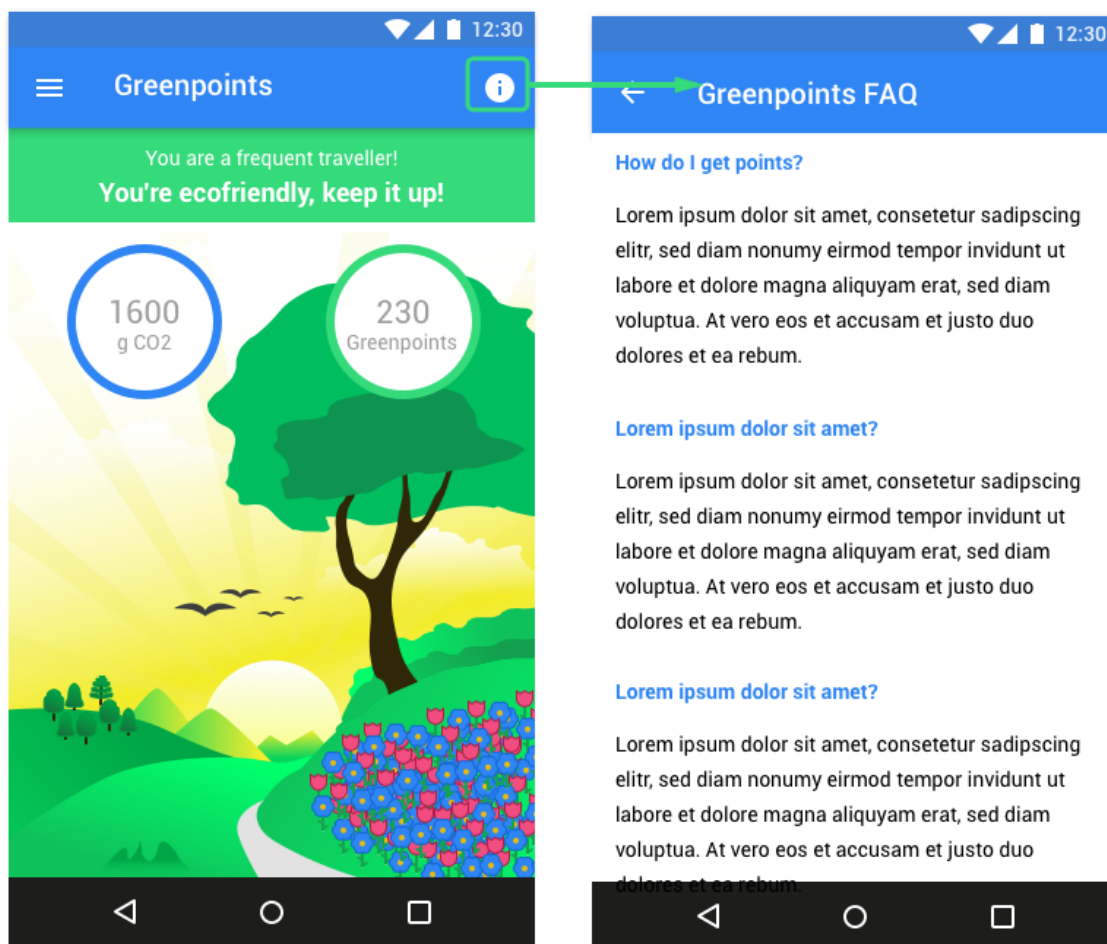 12:30
Greenpoints
You are a frequent traveller!
You're ecofriendly, keep it up!
1600
g CO2
230
Greenpoints
12:30
Greenpoints FAQ
How do I get points?
Lorem ipsum dolor sit amet, consetetur sadipscing
elitr, sed diam nonumy eirmod tempor invidunt ut
labore et dolore magna aliquyam erat, sed diam
voluptua. At vero eos et accusam et justo duo
dolores et ea rebum.
Lorem ipsum dolor sit amet?
Lorem ipsum dolor sit amet, consetetur sadipscing
elitr, sed diam nonumy eirmod tempor invidunt ut
labore et dolore magna aliquyam erat, sed diam
voluptua. At vero eos et accusam et justo duo
dolores et ea rebum.
Lorem ipsum dolor sit amet?
Lorem ipsum dolor sit amet, consetetur sadipscing
elitr, sed diam nonumy eirmod tempor invidunt ut
labore et dolore magna aliquyam erat, sed diam
voluptua. At vero eos et accusam et justo duo
dolores et ea rebum.